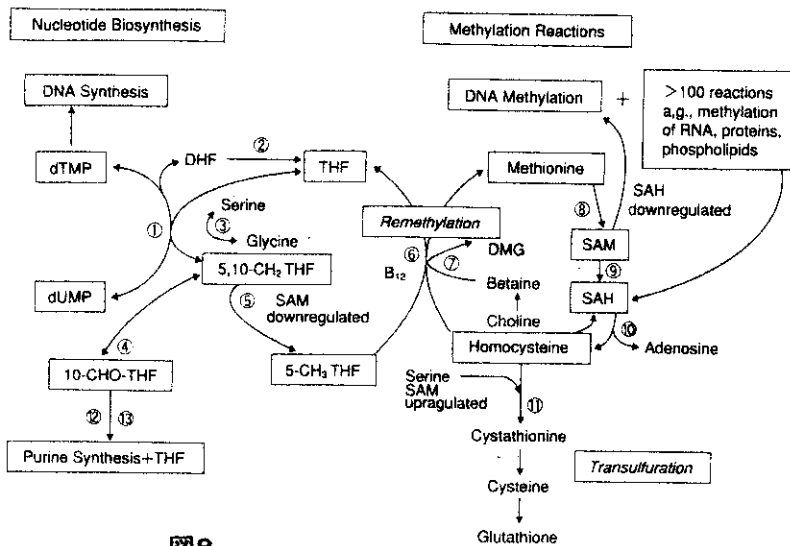 Nucleotide Biosynthesis
Methylation Reactions
DNA Synthesis
DNA Methylation
+
>100 reactions
a,g., methylation
of RNA, proteins,
phospholipids
dTMP
DHF
②
THF
Methionine
Serine
③
Glycine
Remethylation
⑧
SAH
downregulated
①
⑥
B₁₂
⑦
DMG
SAM
5,10-CH₂ THF
⑨
dUMP
⑤
SAM
downregulated
Betaine
SAH
Choline
⑩
④
Homocysteine
Adenosine
10-CHO-THF
5-CH₃ THF
Serine
SAM
upragulated
⑪
⑫
⑬
Cystathionine
Purine Synthesis+THF
Transulfuration
Cysteine
Glutathione
图8